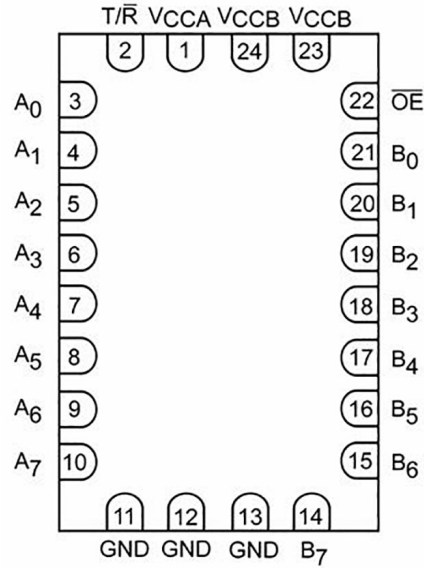 T/R̅ VCCA VCCB VCCB
2 1 24 23
A0 3 22 O̅E̅
A1 4 21 B0
A2 5 20 B1
A3 6 19 B2
A4 7 18 B3
A5 8 17 B4
A6 9 16 B5
A7 10 15 B6
11 12 13 14
GND GND GND B7